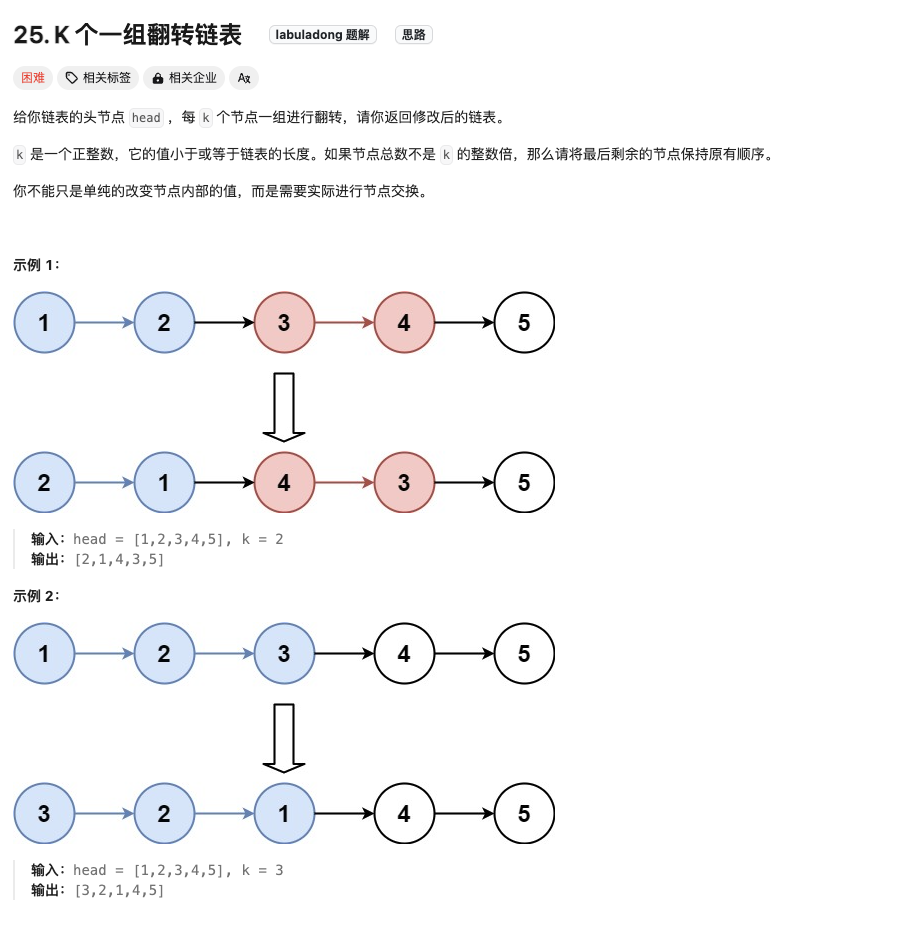 25. K 个一组翻转链表 labuladong 题解 思路
困难 相关标签 相关企业 A文
给你链表的头节点 head ，每 k 个节点一组进行翻转，请你返回修改后的链表。
k 是一个正整数，它的值小于或等于链表的长度。如果节点总数不是 k 的整数倍，那么请将最后剩余的节点保持原有顺序。
你不能只是单纯的改变节点内部的值，而是需要实际进行节点交换。
示例 1：
1 2 3 4 5
2 1 4 3 5
输入：head = [1,2,3,4,5], k = 2
输出：[2,1,4,3,5]
示例 2：
1 2 3 4 5
3 2 1 4 5
输入：head = [1,2,3,4,5], k = 3
输出：[3,2,1,4,5]